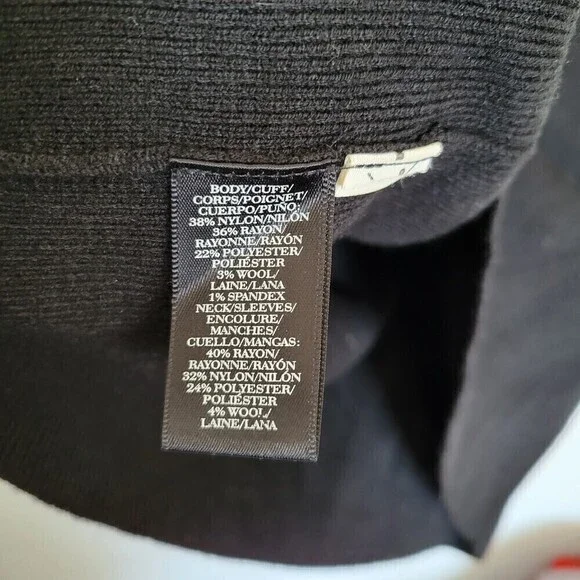 BODY/CUFF/
CORPS/POIGNET/
CUERPO/PUÑO:
38% NYLON/NILÓN
36% RAYON/
RAYONNE/RAYÓN
22% POLYESTER/
POLIÉSTER
3% WOOL/
LAINE/LANA
1% SPANDEX
NECK/SLEEVES/
ENCOLURE/
MANCHES/
CUELLO/MANGAS:
40% RAYON/
RAYONNE/RAYÓN
32% NYLON/NILÓN
24% POLYESTER/
POLIÉSTER
4% WOOL/
LAINE/LANA